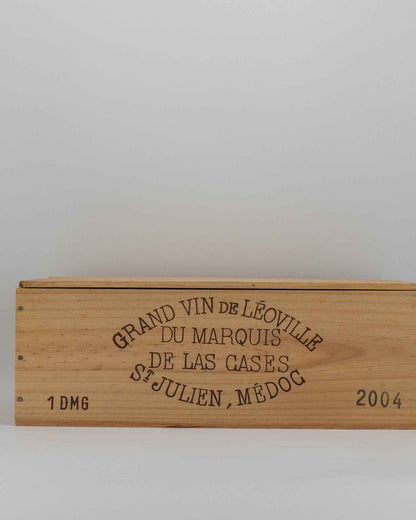 GRAND VIN DE LÉOVILLE
DU MARQUIS
DE LAS CASES
ST JULIEN, MÉDOC
1 DMG
2004